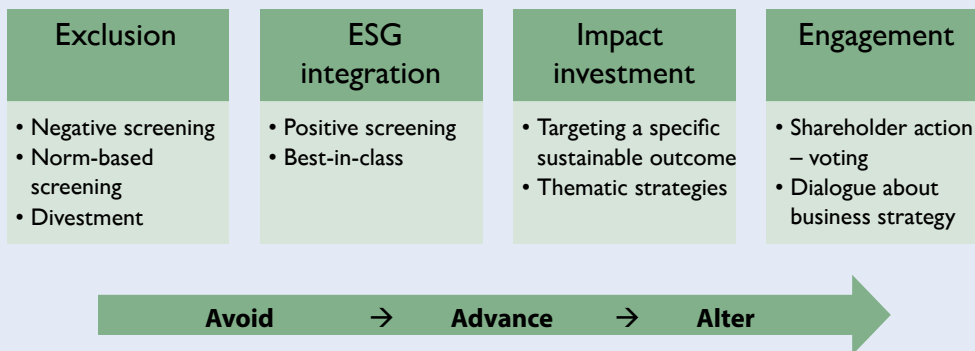 Exclusion
• Negative screening
• Norm-based
screening
• Divestment
ESG
integration
• Positive screening
• Best-in-class
Impact
investment
• Targeting a specific
sustainable outcome
• Thematic strategies
Engagement
• Shareholder action
– voting
• Dialogue about
business strategy
Avoid → Advance → Alter